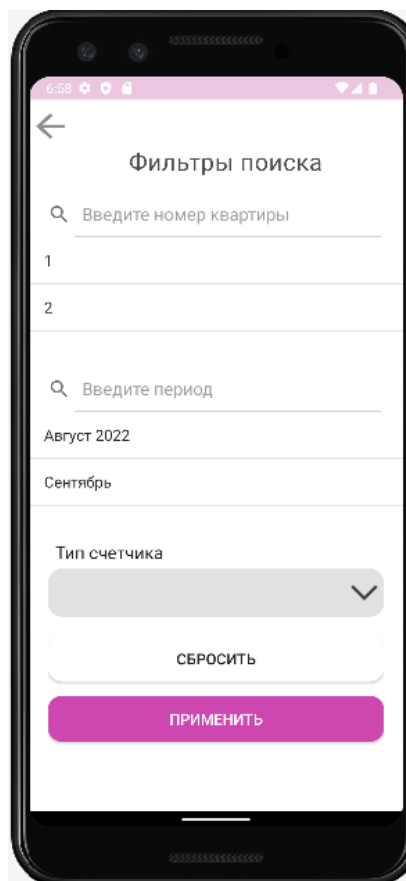 6:58
Фильтры поиска
Введите номер квартиры
1
2
Введите период
Август 2022
Сентябрь
Тип счетчика
СБРОСИТЬ
ПРИМЕНИТЬ